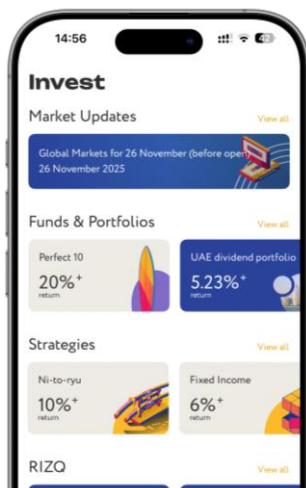 14:56
42
Invest
Market Updates
View all
Global Markets for 26 November (before open)
26 November 2025
Funds & Portfolios
View all
Perfect 10
20%+
return
UAE dividend portfolio
5.23%+
return
Strategies
View all
Ni-to-ryu
10%+
return
Fixed Income
6%+
return
RIZQ
View all